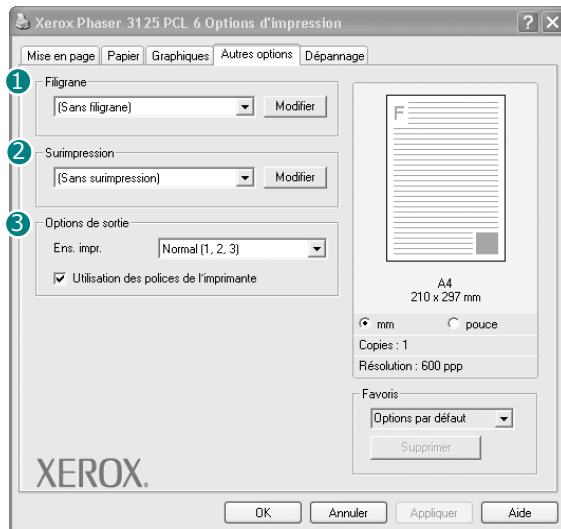 Xerox Phaser 3125 PCL 6 Options d'impression
Mise en page Papier Graphiques Autres options Dépannage
1
Filigrane
(Sans filigrane) Modifier
2
Surimpression
(Sans surimpression) Modifier
3
Options de sortie
Ens. impr. Normal (1, 2, 3)
Utilisation des polices de l'imprimante
F
A4
210 x 297 mm
mm pouce
Copies : 1
Résolution : 600 ppp
Favoris
Options par défaut
Supprimer
XEROX.
OK Annuler Appliquer Aide